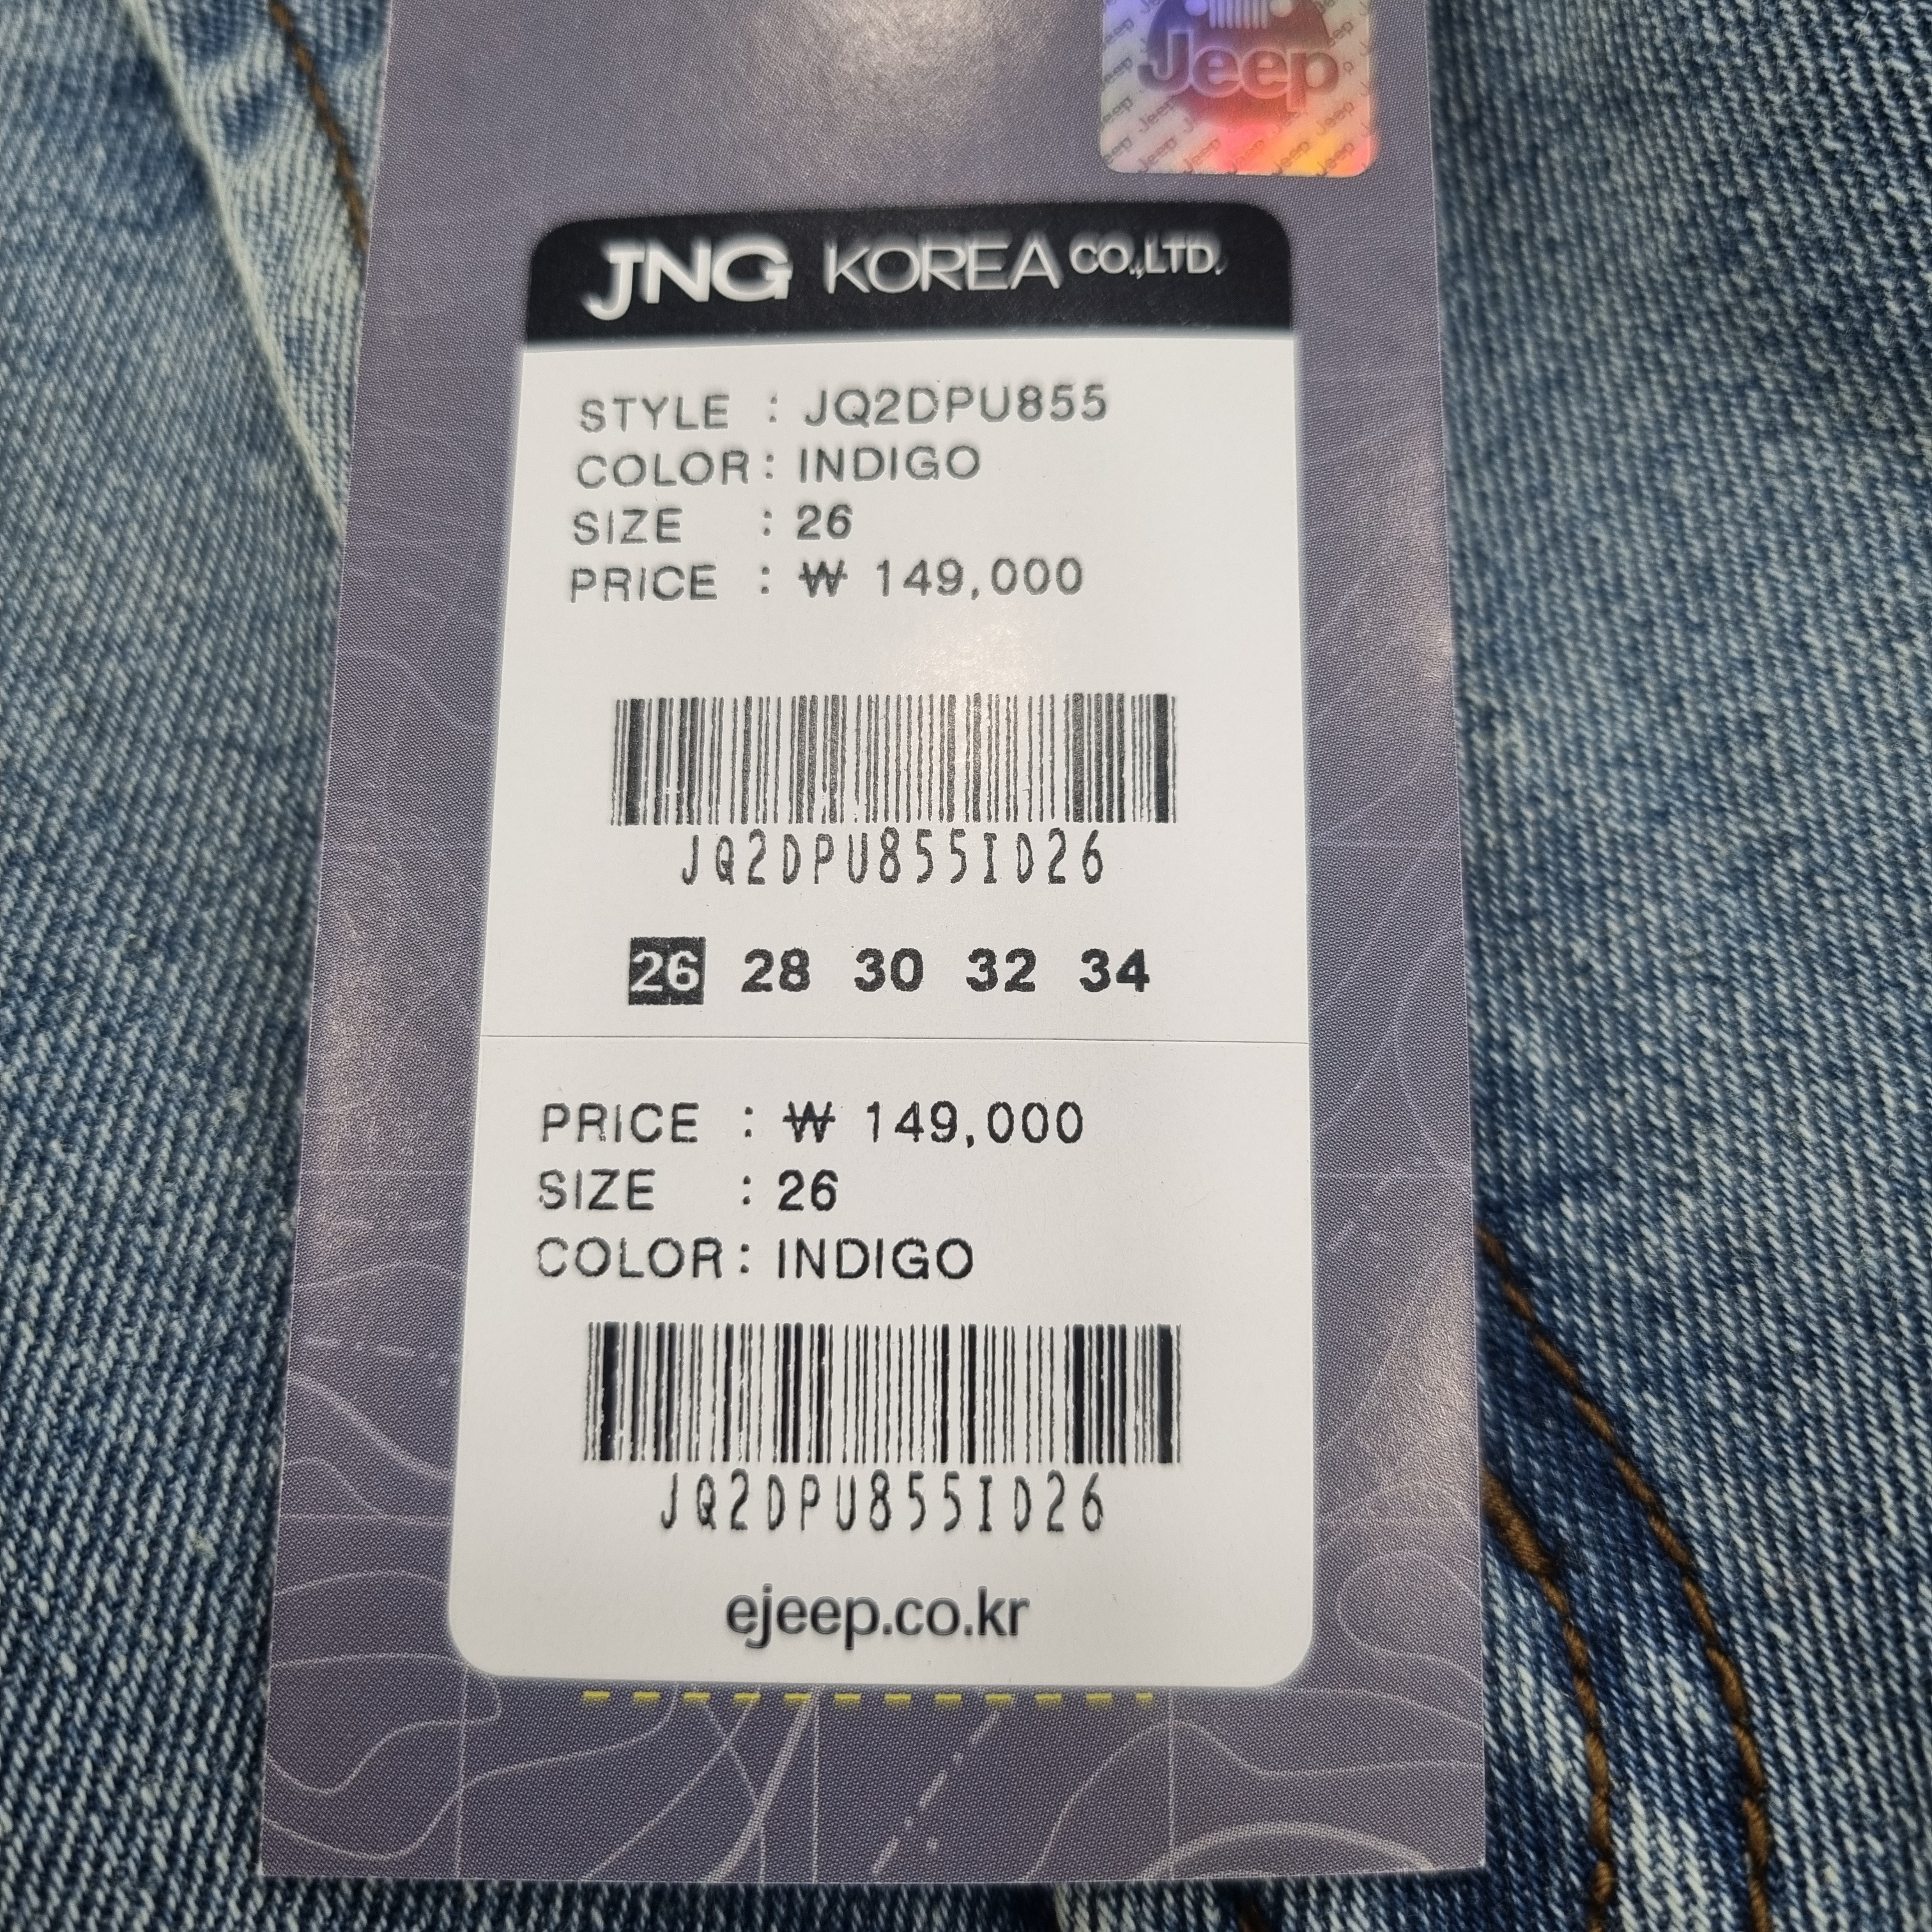 Jeep
JNG KOREA CO.,LTD.
STYLE : JQ2DPU855
COLOR : INDIGO
SIZE : 26
PRICE : ₩ 149,000
JQ2DPU855ID26
26 28 30 32 34
PRICE : ₩ 149,000
SIZE : 26
COLOR : INDIGO
JQ2DPU855ID26
ejeep.co.kr